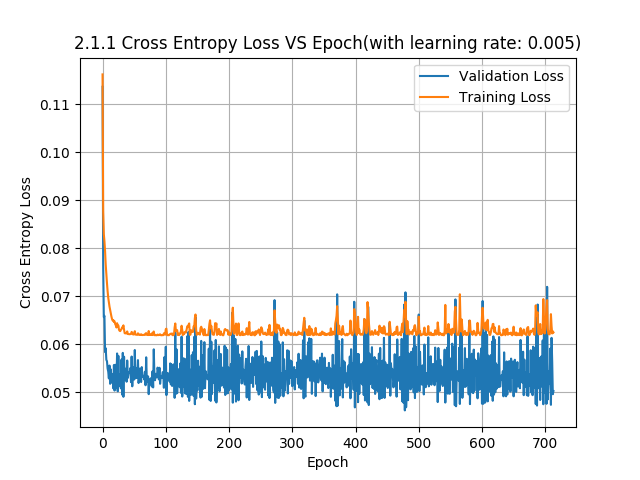 2.1.1 Cross Entropy Loss VS Epoch(with learning rate: 0.005)
Validation Loss
Training Loss
Cross Entropy Loss
0.11
0.10
0.09
0.08
0.07
0.06
0.05
0 100 200 300 400 500 600 700
Epoch